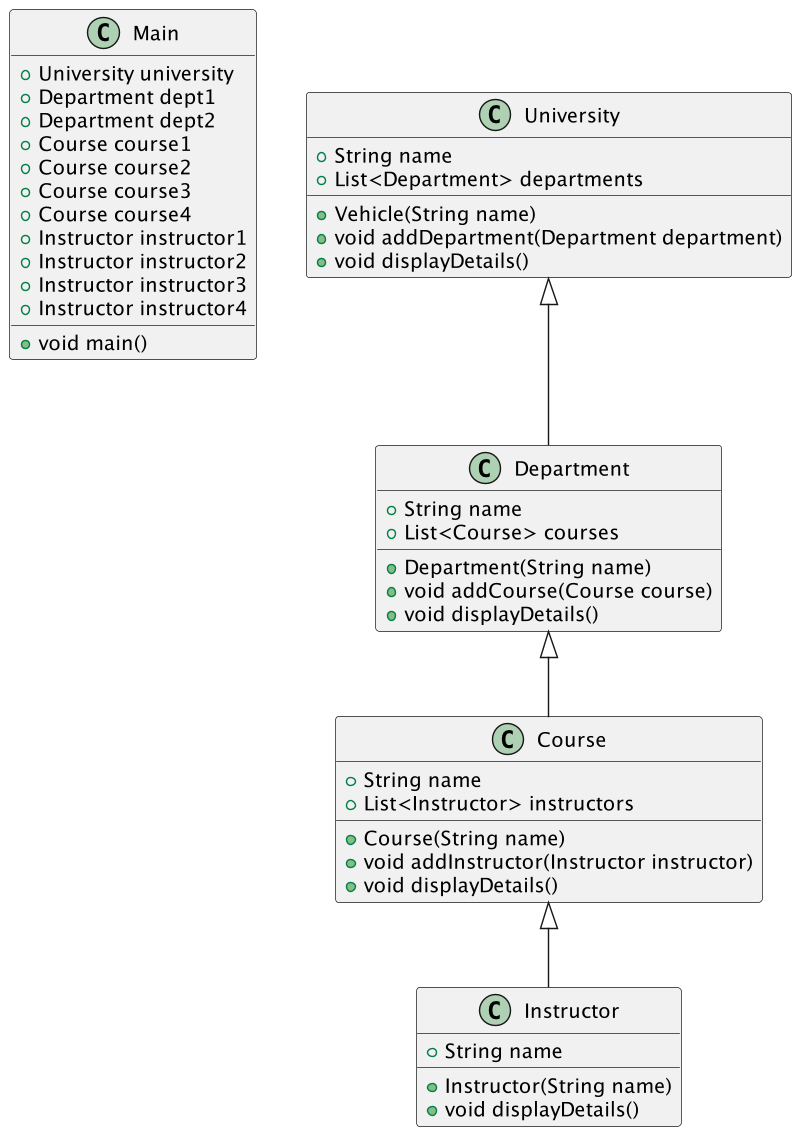 C Main
University university
Department dept1
Department dept2
Course course1
Course course2
Course course3
Course course4
Instructor instructor1
Instructor instructor2
Instructor instructor3
Instructor instructor4
void main()
C University
String name
List<Department> departments
Vehicle(String name)
void addDepartment(Department department)
void displayDetails()
C Department
String name
List<Course> courses
Department(String name)
void addCourse(Course course)
void displayDetails()
C Course
String name
List<Instructor> instructors
Course(String name)
void addInstructor(Instructor instructor)
void displayDetails()
C Instructor
String name
Instructor(String name)
void displayDetails()